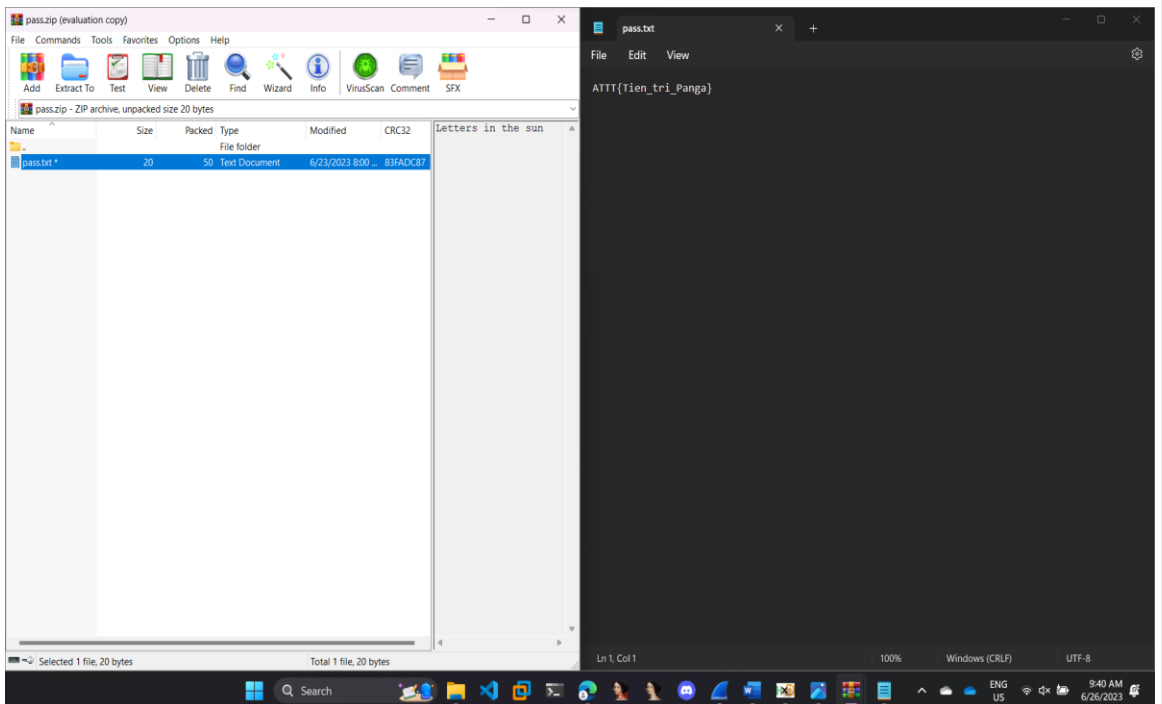 pass.zip (evaluation copy)
File Commands Tools Favorites Options Help
Add Extract To Test View Delete Find Wizard Info VirusScan Comment SFX
pass.zip - ZIP archive, unpacked size 20 bytes
Name Size Packed Type Modified CRC32
..
File folder
pass.txt * 20 50 Text Document 6/23/2023 8:00 ... 83FADC87
Letters in the sun
Selected 1 file, 20 bytes
Total 1 file, 20 bytes
pass.txt
File Edit View
ATTT{Tien_tri_Panga}
Ln 1, Col 1 100% Windows (CRLF) UTF-8
Search
ENG
US
9:40 AM
6/26/2023